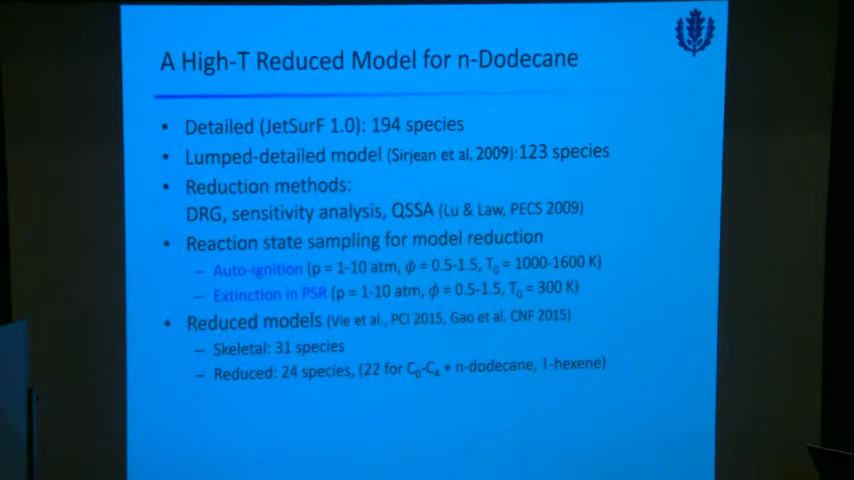 A High-T Reduced Model for n-Dodecane
• Detailed (JetSurF 1.0): 194 species
• Lumped-detailed model (Sirjean et al, 2009):123 species
• Reduction methods:
DRG, sensitivity analysis, QSSA (Lu & Law, PECS 2009)
• Reaction state sampling for model reduction
– Auto-ignition (p = 1-10 atm, ϕ = 0.5-1.5, T₀ = 1000-1600 K)
– Extinction in PSR (p = 1-10 atm, ϕ = 0.5-1.5, T₀ = 300 K)
• Reduced models (Vie et al., PCI 2015, Gao et al. CNF 2015)
– Skeletal: 31 species
– Reduced: 24 species, (22 for C₀-C₄ + n-dodecane, 1-hexene)